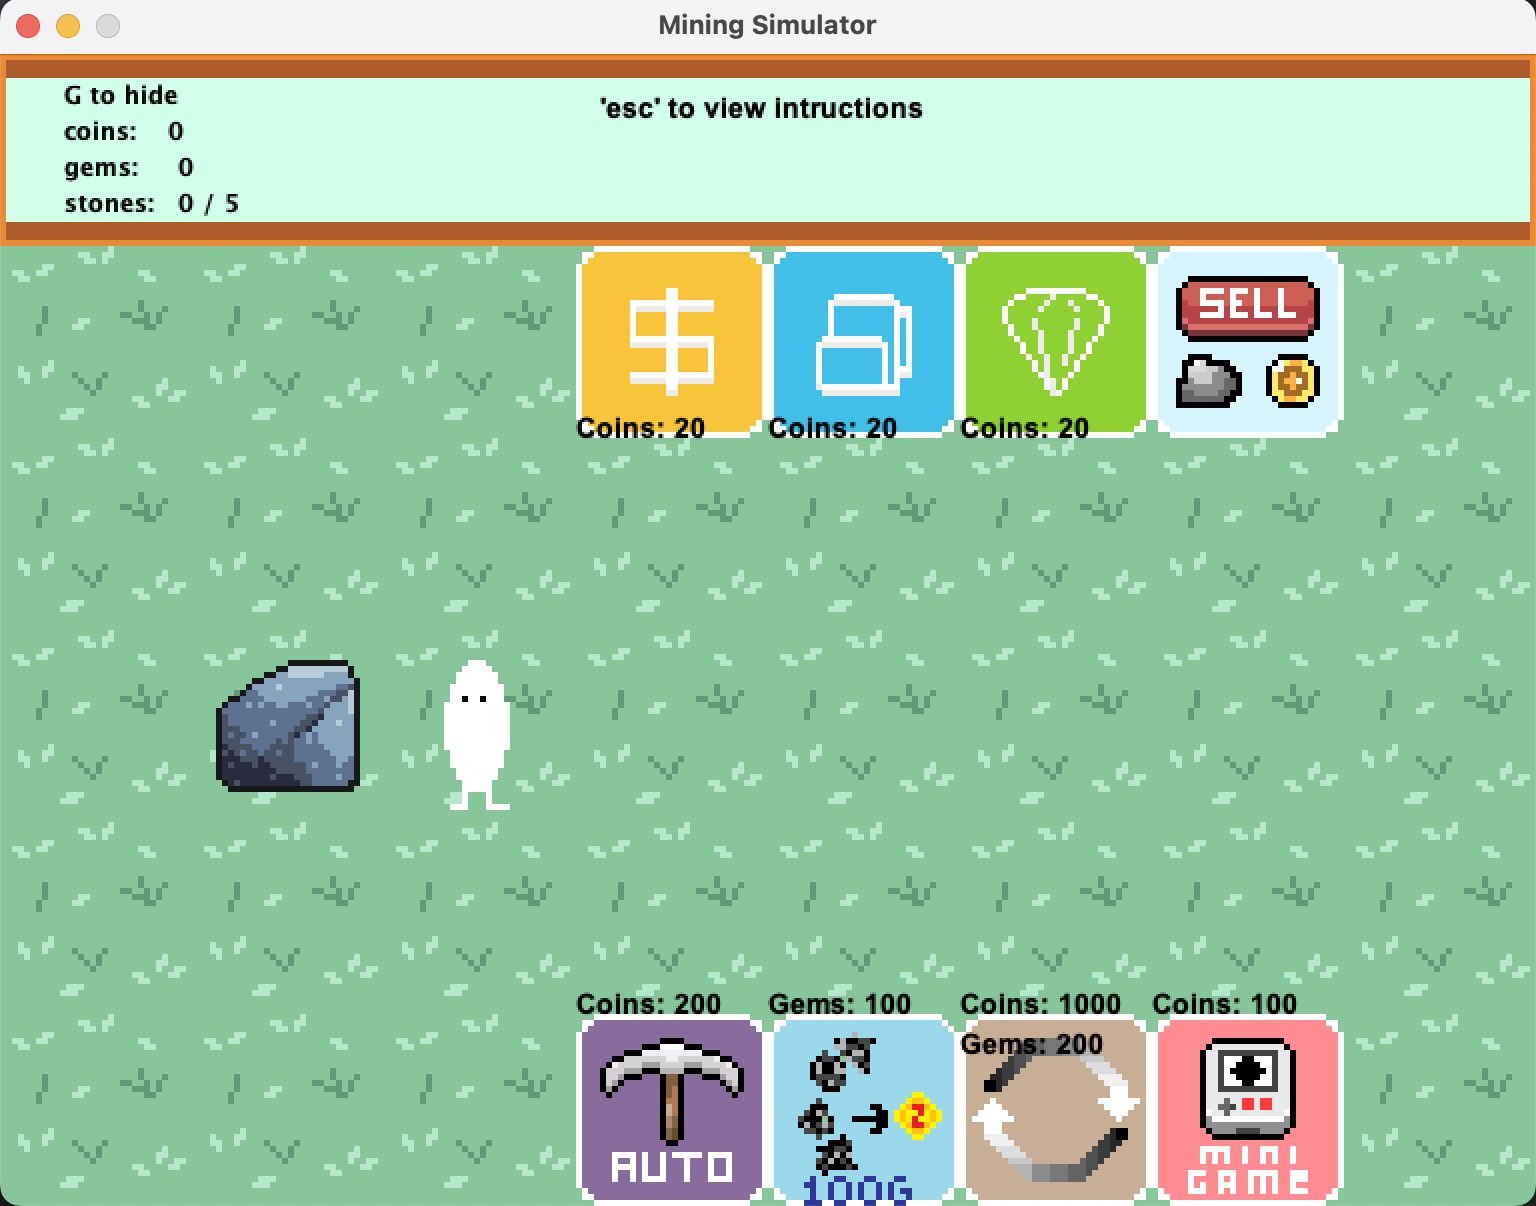 Mining Simulator
G to hide
'esc' to view intructions
coins: 0
gems: 0
stones: 0 / 5
$
SELL
Coins: 20
Coins: 20
Coins: 20
Coins: 200
Gems: 100
Coins: 1000
Coins: 100
Gems: 200
2
AUTO
100G
MINI
GAME